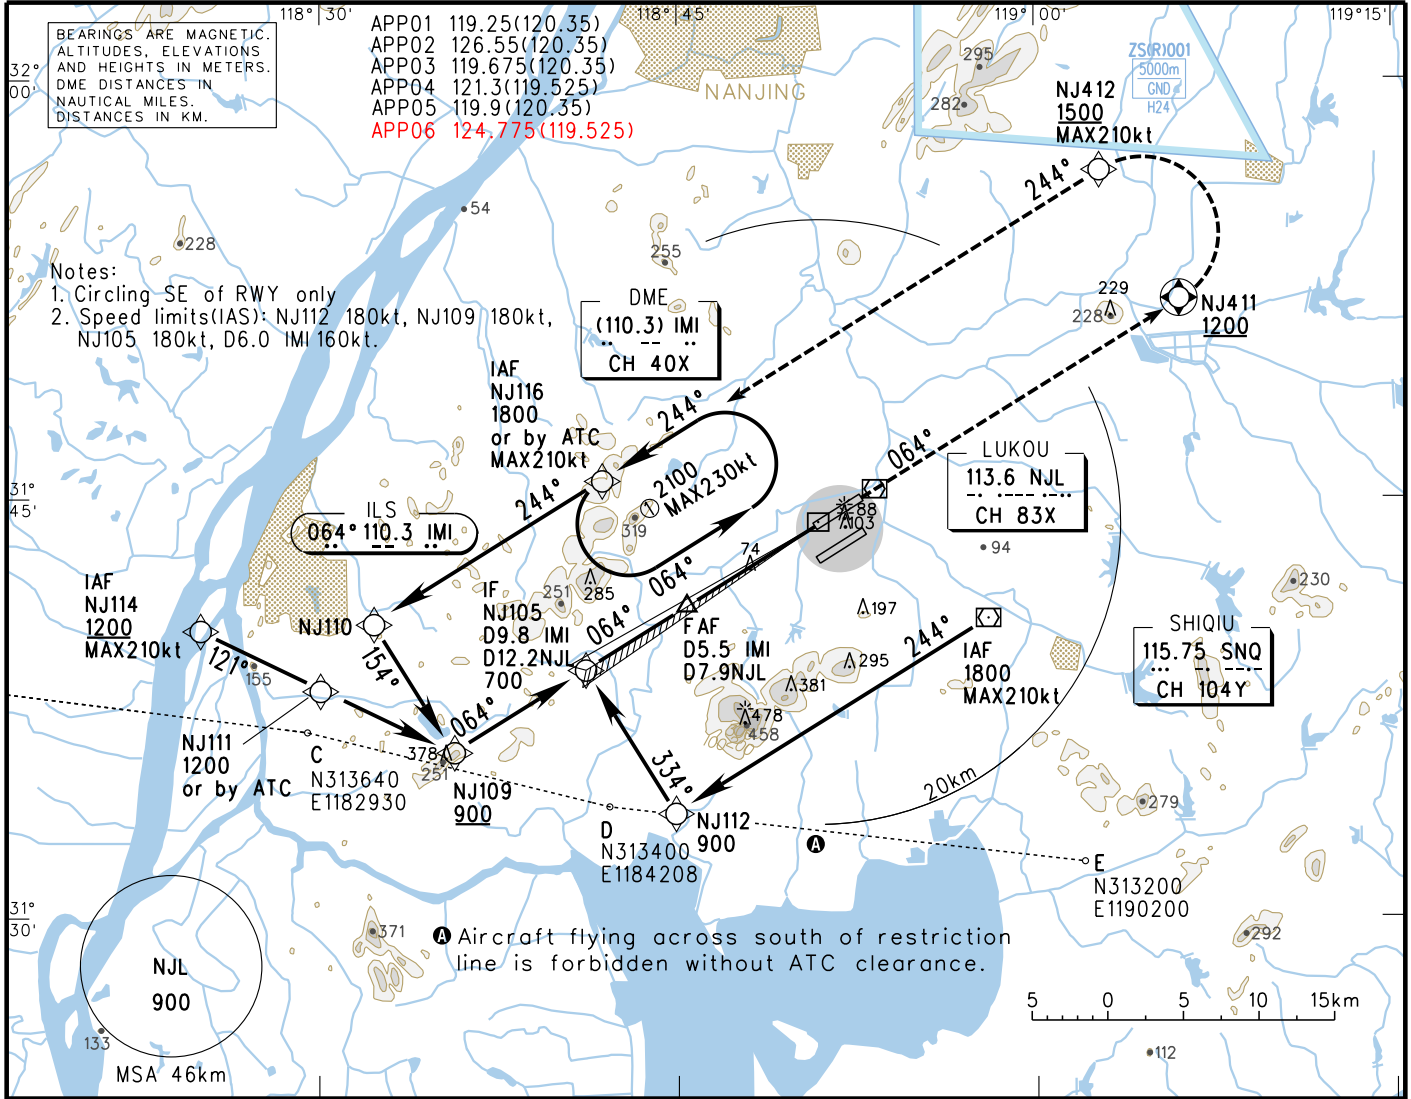 118°30'
118°45'
119°00'
119°15'
BEARINGS ARE MAGNETIC.
ALTITUDES, ELEVATIONS
AND HEIGHTS IN METERS.
DME DISTANCES IN
NAUTICAL MILES.
DISTANCES IN KM.
APP01 119.25(120.35)
APP02 126.55(120.35)
APP03 119.675(120.35)
APP04 121.3(119.525)
APP05 119.9(120.35)
APP06 124.775(119.525)
NANJING
295
282
ZS(R)001
5000m
GND
H24
32°
00'
NJ412
1500
MAX210kt
244°
54
228
255
Notes:
1. Circling SE of RWY only
2. Speed limits(IAS): NJ112 180kt, NJ109 180kt,
NJ105 180kt, D6.0 IMI 160kt.
DME
(110.3) IMI
CH 40X
229
228
NJ411
1200
IAF
NJ116
1800
or by ATC
MAX210kt
244°
244°
064°
2100
MAX230kt
1
319
LUKOU
113.6 NJL
CH 83X
31°
45'
ILS
064° 110.3 IMI
88
103
94
74
285
251
064°
064°
IAF
NJ114
1200
MAX210kt
121°
155
NJ110
154°
IF
NJ105
D9.8 IMI
D12.2NJL
700
FAF
D5.5 IMI
D7.9NJL
197
295
381
478
458
244°
IAF
1800
MAX210kt
230
SHIQIU
115.75 SNQ
CH 104Y
NJ111
1200
or by ATC
C
N313640
E1182930
378
251
064°
NJ109
900
334°
NJ112
900
D
N313400
E1184208
A
20km
279
E
N313200
E1190200
31°
30'
371
292
A Aircraft flying across south of restriction
line is forbidden without ATC clearance.
NJL
900
133
MSA 46km
5 0 5 10 15km
112